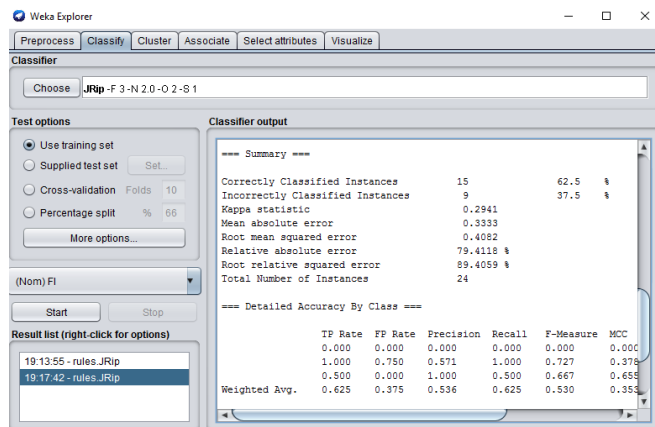 Weka Explorer
Preprocess Classify Cluster Associate Select attributes Visualize
Classifier
Choose JRip -F 3 -N 2.0 -O 2 -S 1
Test options
Use training set
Supplied test set Set...
Cross-validation Folds 10
Percentage split % 66
More options...
(Nom) FI
Start Stop
Result list (right-click for options)
19:13:55 - rules.JRip
19:17:42 - rules.JRip
Classifier output
=== Summary ===
Correctly Classified Instances 15 62.5 %
Incorrectly Classified Instances 9 37.5 %
Kappa statistic 0.2941
Mean absolute error 0.3333
Root mean squared error 0.4082
Relative absolute error 79.4118 %
Root relative squared error 89.4059 %
Total Number of Instances 24
=== Detailed Accuracy By Class ===
TP Rate FP Rate Precision Recall F-Measure MCC
0.000 0.000 0.000 0.000 0.000 0.000
1.000 0.750 0.571 1.000 0.727 0.378
0.500 0.000 1.000 0.500 0.667 0.655
Weighted Avg. 0.625 0.375 0.536 0.625 0.530 0.353